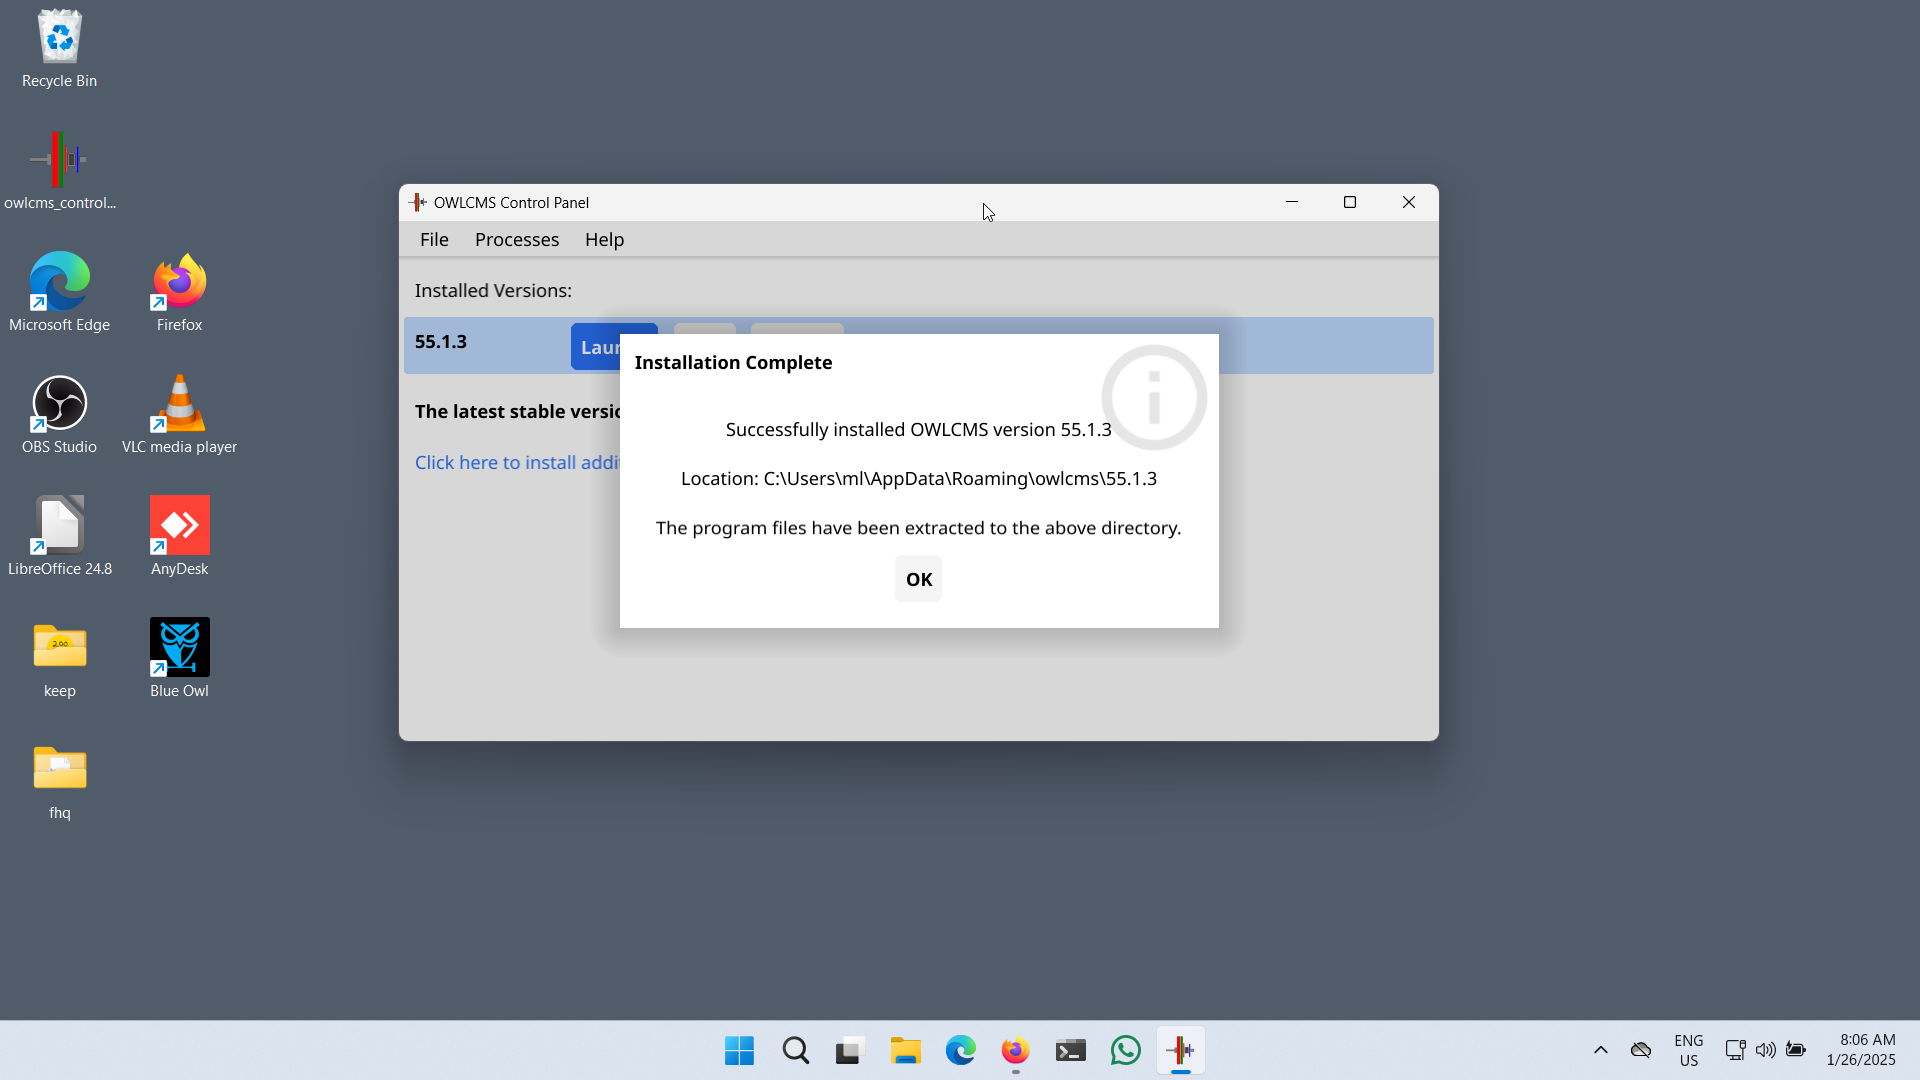 Recycle Bin
owlcms_control...
Microsoft Edge
Firefox
OBS Studio
VLC media player
LibreOffice 24.8
AnyDesk
keep
Blue Owl
fhq
OWLCMS Control Panel
File Processes Help
Installed Versions:
55.1.3
Laun
The latest stable versio
Click here to install addit
Installation Complete
Successfully installed OWLCMS version 55.1.3
Location: C:\Users\ml\AppData\Roaming\owlcms\55.1.3
The program files have been extracted to the above directory.
OK
ENG
US
8:06 AM
1/26/2025